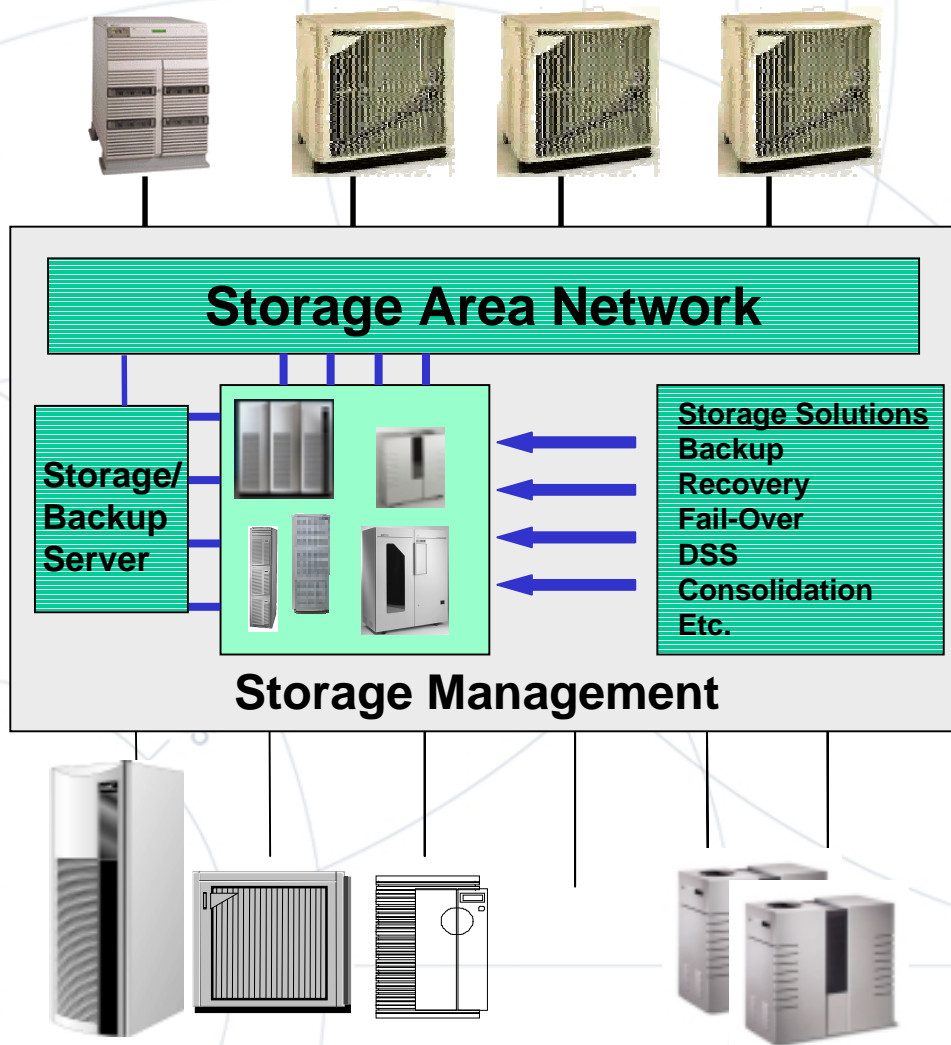 Storage Area Network
Storage/
Backup
Server
Storage Solutions
Backup
Recovery
Fail-Over
DSS
Consolidation
Etc.
Storage Management